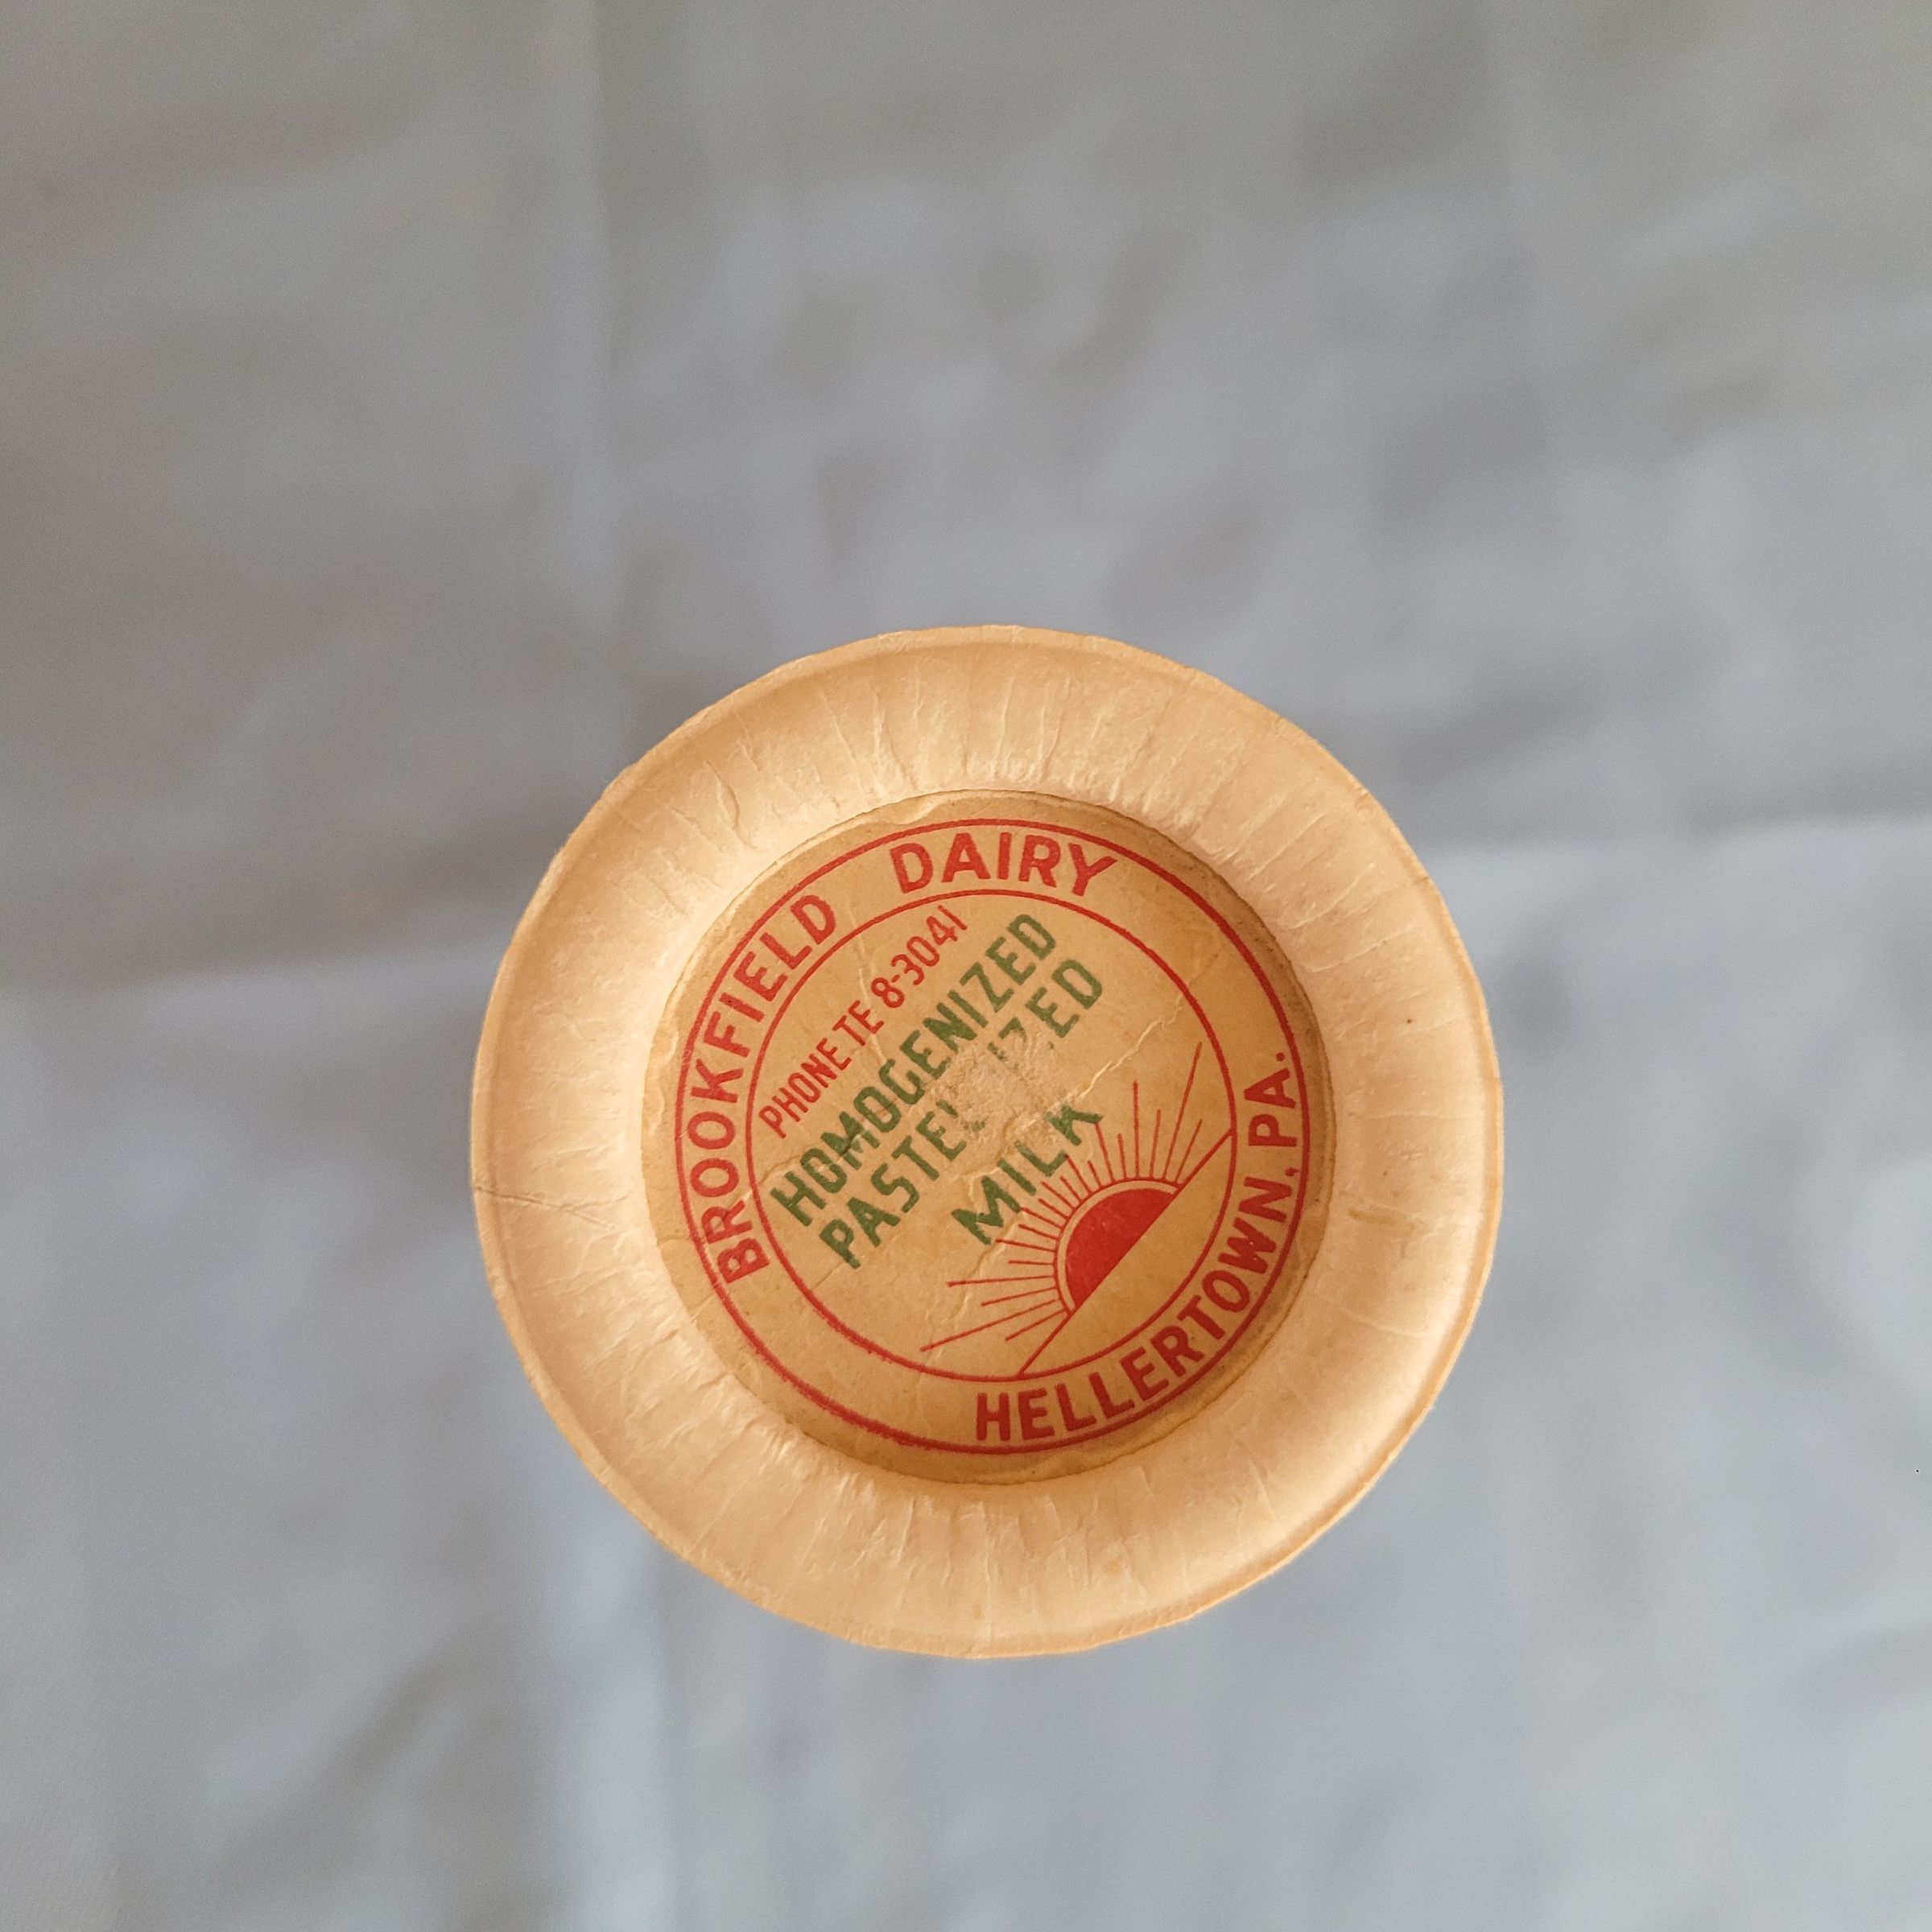 BROOKFIELD DAIRY
PHONE TE 8-3041
HOMOGENIZED
MILK
HELLERTOWN, PA.